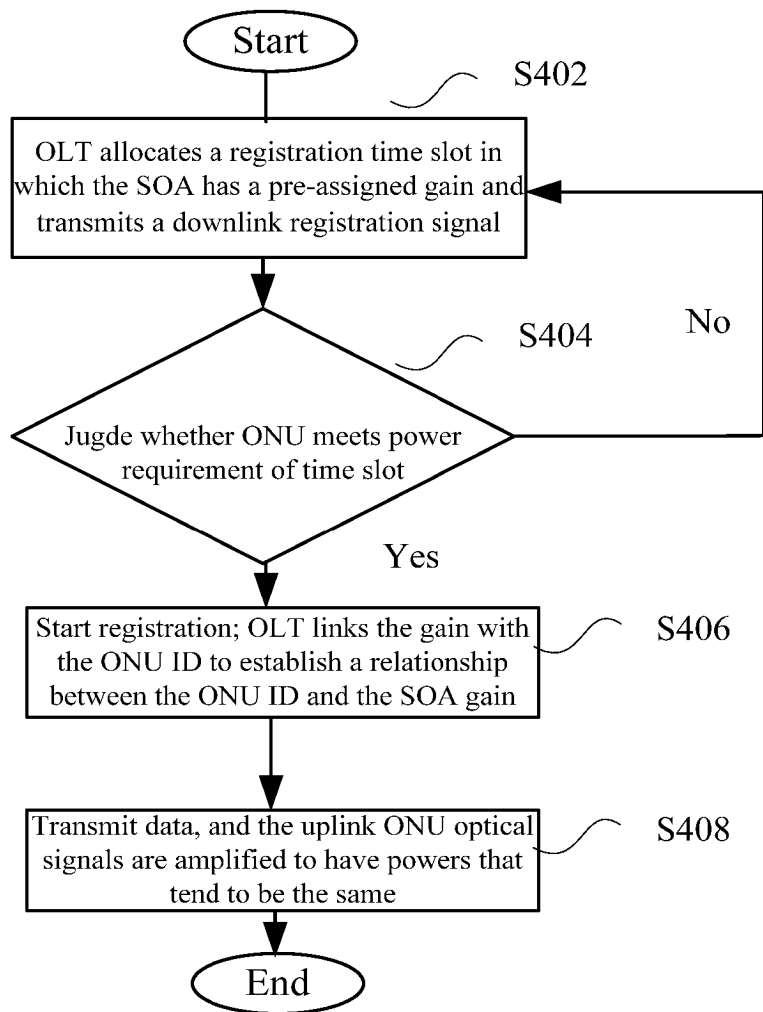 Start
S402
OLT allocates a registration time slot in
which the SOA has a pre-assigned gain and
transmits a downlink registration signal
No
S404
Jugde whether ONU meets power
requirement of time slot
Yes
S406
Start registration; OLT links the gain with
the ONU ID to establish a relationship
between the ONU ID and the SOA gain
S408
Transmit data, and the uplink ONU optical
signals are amplified to have powers that
tend to be the same
End